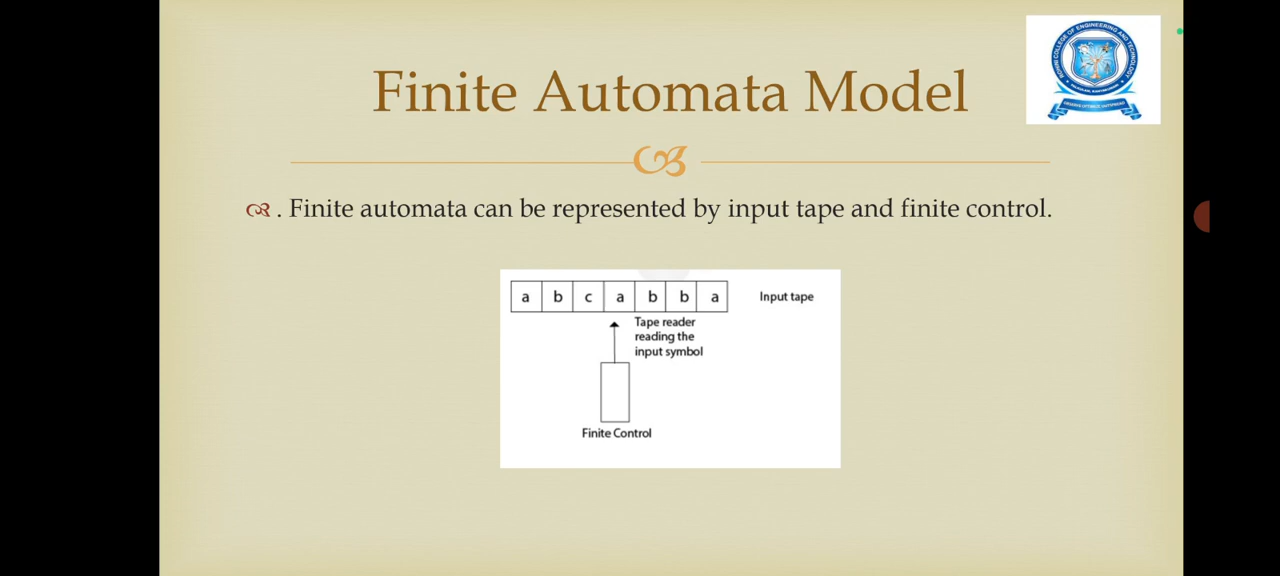 Finite Automata Model
. Finite automata can be represented by input tape and finite control.
a b c a b b a Input tape
Tape reader
reading the
input symbol
Finite Control